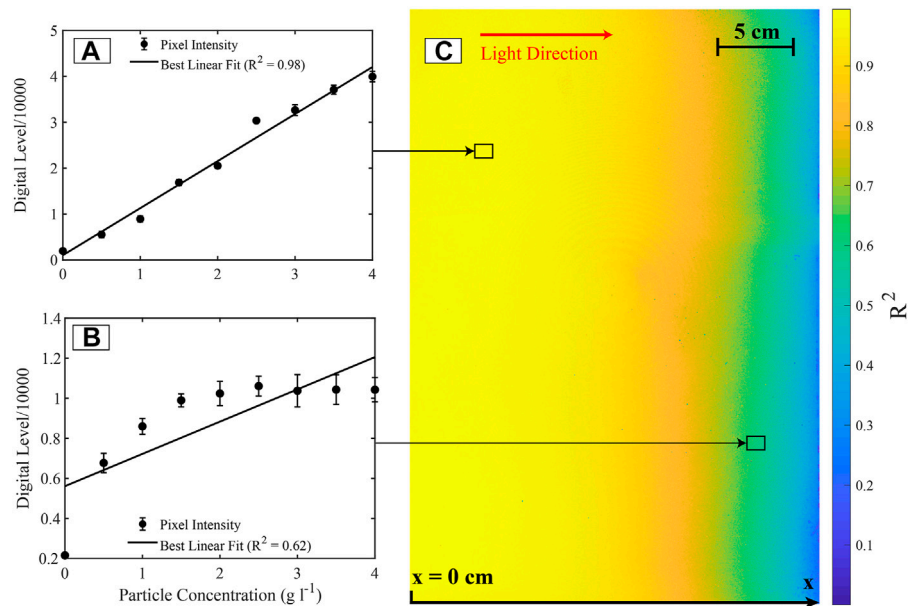 A
Pixel Intensity
Best Linear Fit (R² = 0.98)
Digital Level/10000
5
4
3
2
1
0
0 1 2 3 4
B
Pixel Intensity
Best Linear Fit (R² = 0.62)
Digital Level/10000
1.4
1.2
1
0.8
0.6
0.4
0.2
0 1 2 3 4
Particle Concentration (g l⁻¹)
C
Light Direction
5 cm
x = 0 cm
x
0.9
0.8
0.7
0.6
0.5
0.4
0.3
0.2
0.1
R²